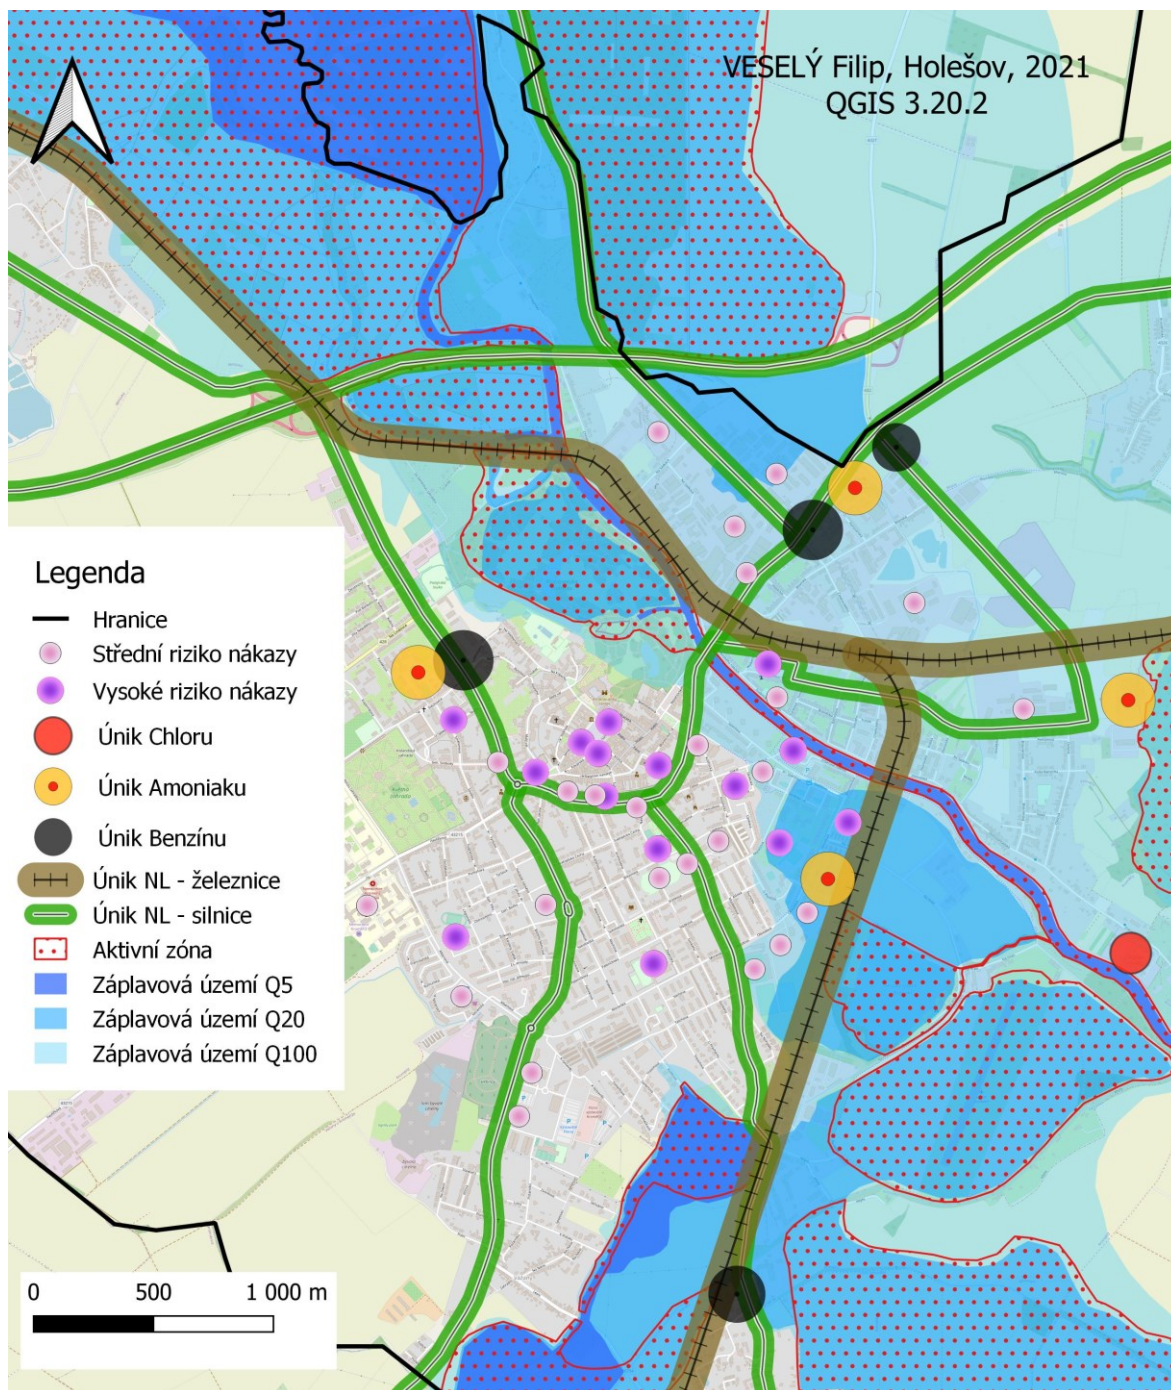 VESELÝ Filip, Holešov, 2021
QGIS 3.20.2
Legenda
Hranice
Střední riziko nákazy
Vysoké riziko nákazy
Únik Chloru
Únik Amoniaku
Únik Benzínu
Únik NL - železnice
Únik NL - silnice
Aktivní zóna
Záplavová území Q5
Záplavová území Q20
Záplavová území Q100
0 500 1 000 m